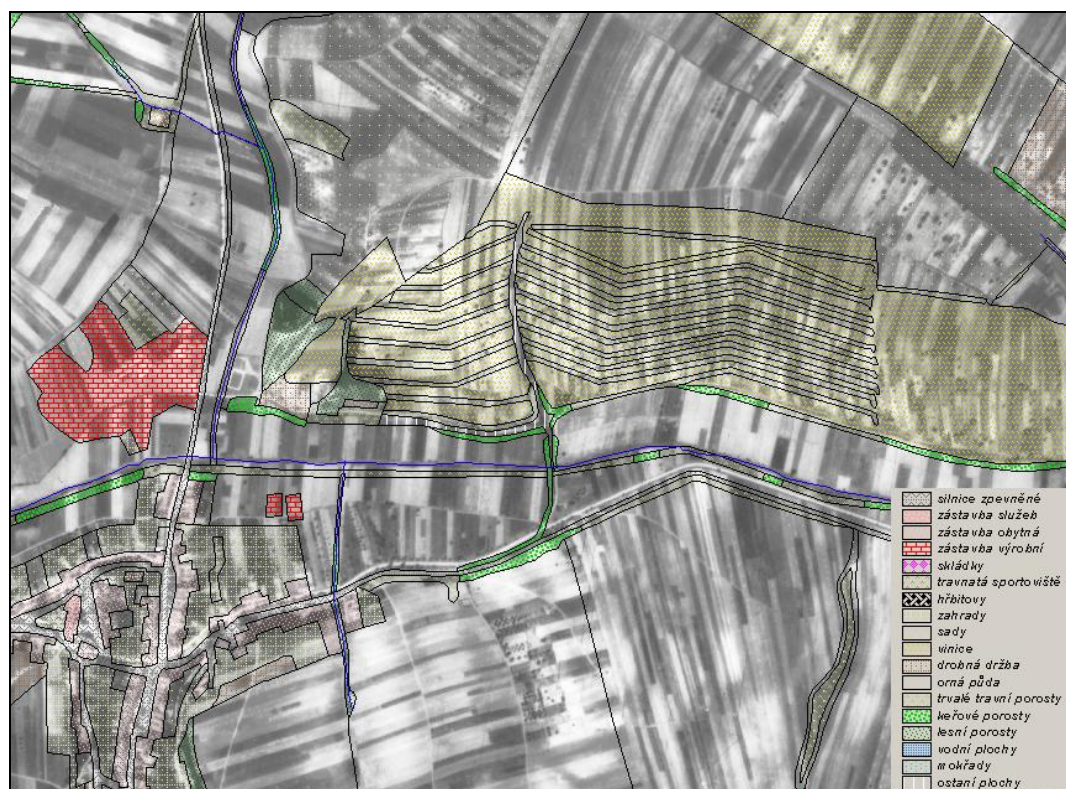 silnice zpevněné
zástavba služeb
zástavba obytná
zástavba výrobní
skládky
travnatá sportoviště
hřbitovy
zahrady
sady
vinice
drobná držba
orná půda
trvalé travní porosty
keřové porosty
lesní porosty
vodní plochy
mokřady
ostaní plochy